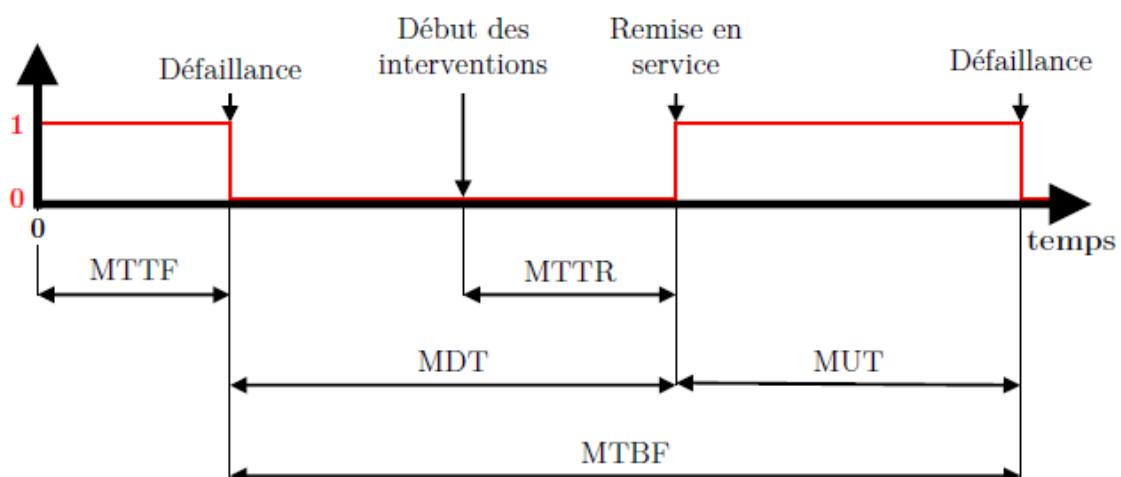 Début des
interventions
Remise en
service
Défaillance
Défaillance
1
0
0
temps
MTTF
MTTR
MDT
MUT
MTBF